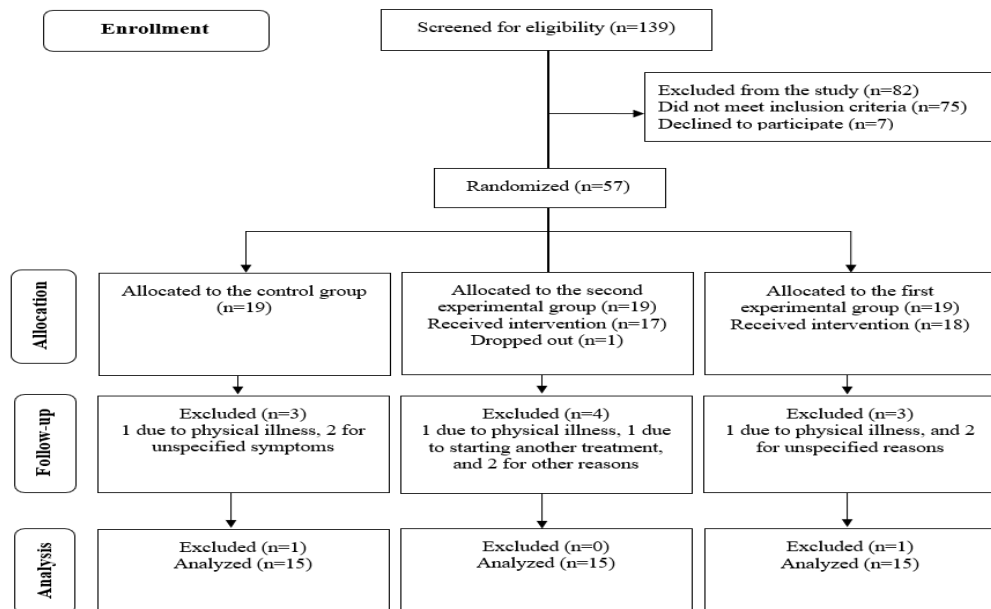 Enrollment
Screened for eligibility (n=139)
Excluded from the study (n=82)
Did not meet inclusion criteria (n=75)
Declined to participate (n=7)
Randomized (n=57)
Allocation
Allocated to the control group
(n=19)
Allocated to the second
experimental group (n=19)
Received intervention (n=17)
Dropped out (n=1)
Allocated to the first
experimental group (n=19)
Received intervention (n=18)
Follow-up
Excluded (n=3)
1 due to physical illness, 2 for
unspecified symptoms
Excluded (n=4)
1 due to physical illness, 1 due
to starting another treatment,
and 2 for other reasons
Excluded (n=3)
1 due to physical illness, and 2
for unspecified reasons
Analysis
Excluded (n=1)
Analyzed (n=15)
Excluded (n=0)
Analyzed (n=15)
Excluded (n=1)
Analyzed (n=15)